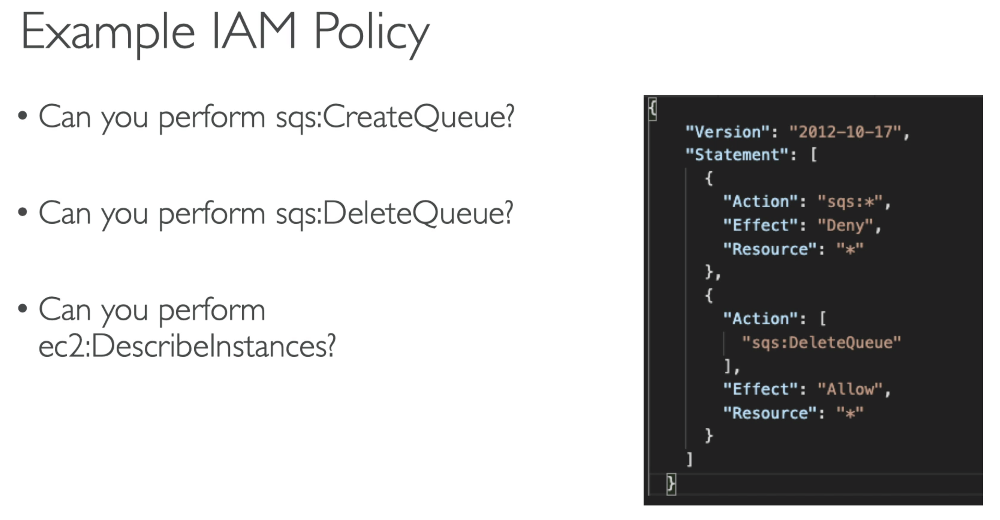 Example IAM Policy
• Can you perform sqs:CreateQueue?
• Can you perform sqs:DeleteQueue?
• Can you perform
ec2:DescribeInstances?
{
"Version": "2012-10-17",
"Statement": [
{
"Action": "sqs:*",
"Effect": "Deny",
"Resource": "*"
},
{
"Action": [
"sqs:DeleteQueue"
],
"Effect": "Allow",
"Resource": "*"
}
]
}